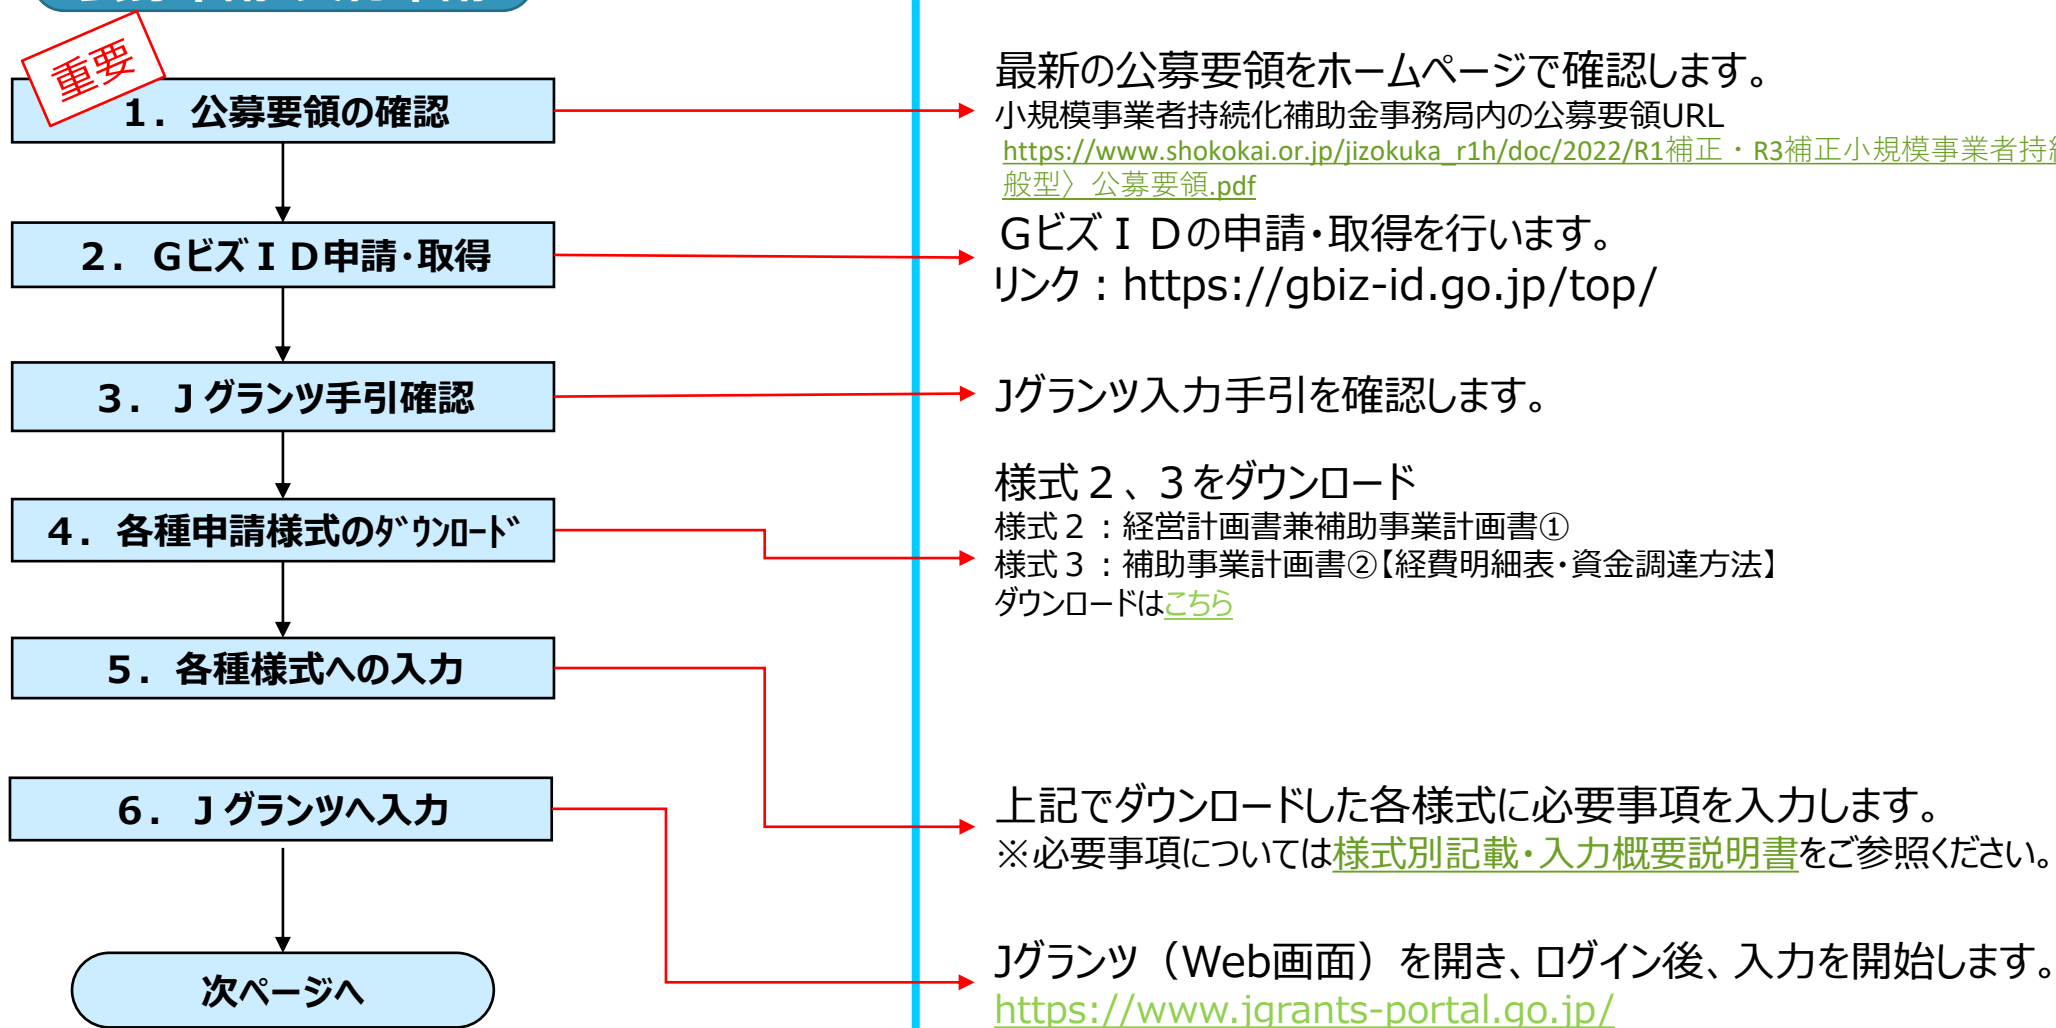 重要
1．公募要領の確認
最新の公募要領をホームページで確認します。
小規模事業者持続化補助金事務局内の公募要領URL
https://www.shokokai.or.jp/jizokuka_r1h/doc/2022/R1補正・R3補正小規模事業者持
般型〉公募要領.pdf
2．GビズＩＤ申請・取得
GビズＩＤの申請・取得を行います。
リンク：https://gbiz-id.go.jp/top/
3．Ｊグランツ手引確認
Jグランツ入力手引を確認します。
4．各種申請様式のﾀﾞｳﾝﾛｰﾄﾞ
様式２、３をダウンロード
様式２：経営計画書兼補助事業計画書①
様式３：補助事業計画書②【経費明細表・資金調達方法】
ダウンロードはこちら
5．各種様式への入力
上記でダウンロードした各様式に必要事項を入力します。
※必要事項については様式別記載・入力概要説明書をご参照ください。
6．Ｊグランツへ入力
Jグランツ（Web画面）を開き、ログイン後、入力を開始します。
https://www.jgrants-portal.go.jp/
次ページへ